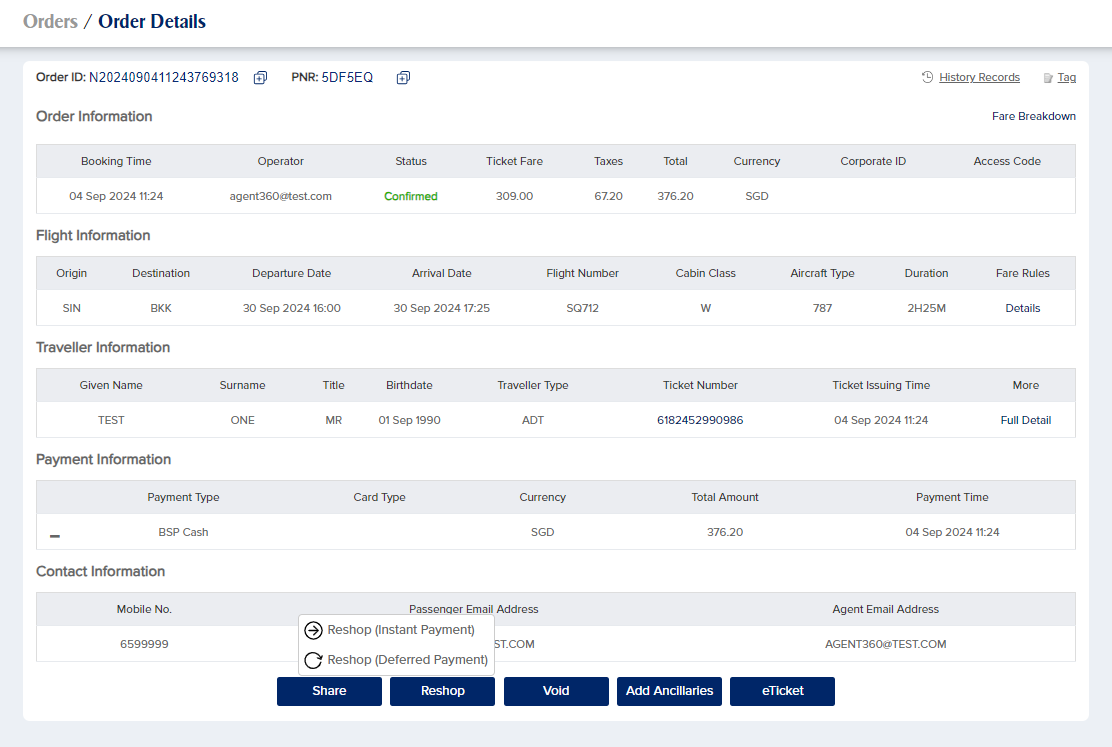 Orders / Order Details
Order ID: N2024090411243769318 PNR: 5DF5EQ History Records Tag
Order Information Fare Breakdown
Booking Time Operator Status Ticket Fare Taxes Total Currency Corporate ID Access Code
04 Sep 2024 11:24 agent360@test.com Confirmed 309.00 67.20 376.20 SGD
Flight Information
Origin Destination Departure Date Arrival Date Flight Number Cabin Class Aircraft Type Duration Fare Rules
SIN BKK 30 Sep 2024 16:00 30 Sep 2024 17:25 SQ712 W 787 2H25M Details
Traveller Information
Given Name Surname Title Birthdate Traveller Type Ticket Number Ticket Issuing Time More
TEST ONE MR 01 Sep 1990 ADT 6182452990986 04 Sep 2024 11:24 Full Detail
Payment Information
Payment Type Card Type Currency Total Amount Payment Time
BSP Cash SGD 376.20 04 Sep 2024 11:24
Contact Information
Mobile No. Passenger Email Address Agent Email Address
Reshop (Instant Payment)
6599999 ST.COM AGENT360@TEST.COM
Reshop (Deferred Payment)
Share Reshop Void Add Ancillaries eTicket